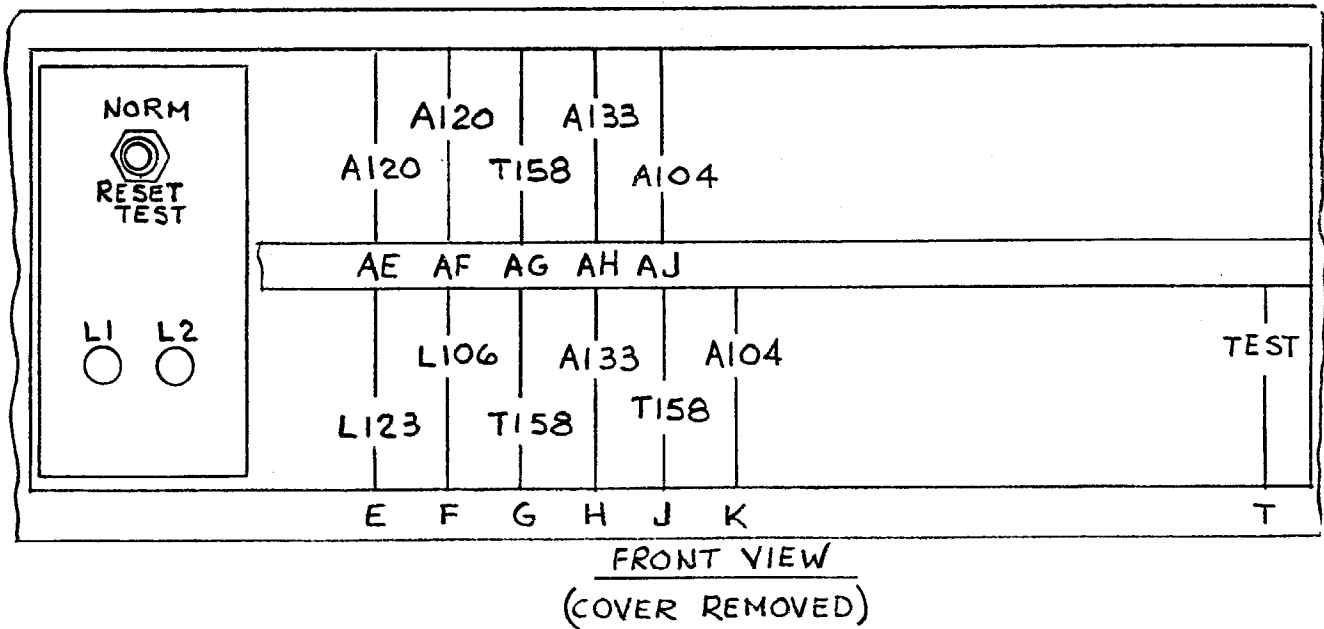 NORM
RESET
TEST
L1 L2
A120 A133
A120 T158 A104
AE AF AG AH AJ
L106 A133 A104 TEST
L123 T158 T158
E F G H J K T
FRONT VIEW
(COVER REMOVED)